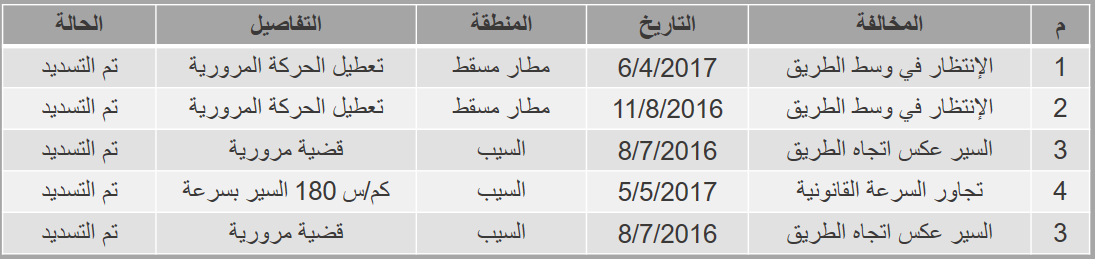 م المخالفة التاريخ المنطقة التفاصيل الحالة
1 الإنتظار في وسط الطريق 6/4/2017 مطار مسقط تعطيل الحركة المرورية تم التسديد
2 الإنتظار في وسط الطريق 11/8/2016 مطار مسقط تعطيل الحركة المرورية تم التسديد
3 السير عكس اتجاه الطريق 8/7/2016 السيب قضية مرورية تم التسديد
4 تجاور السرعة القانونية 5/5/2017 السيب كم/س 180 السير بسرعة تم التسديد
3 السير عكس اتجاه الطريق 8/7/2016 السيب قضية مرورية تم التسديد